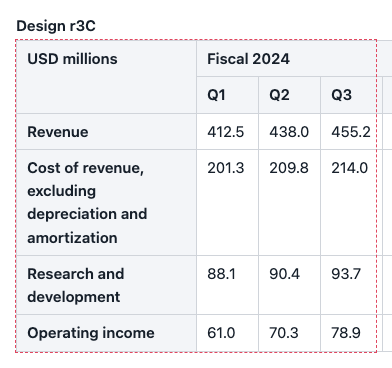 Design r3C
USD millions Fiscal 2024
Q1 Q2 Q3
Revenue 412.5 438.0 455.2
Cost of revenue, 201.3 209.8 214.0
excluding
depreciation and
amortization
Research and 88.1 90.4 93.7
development
Operating income 61.0 70.3 78.9